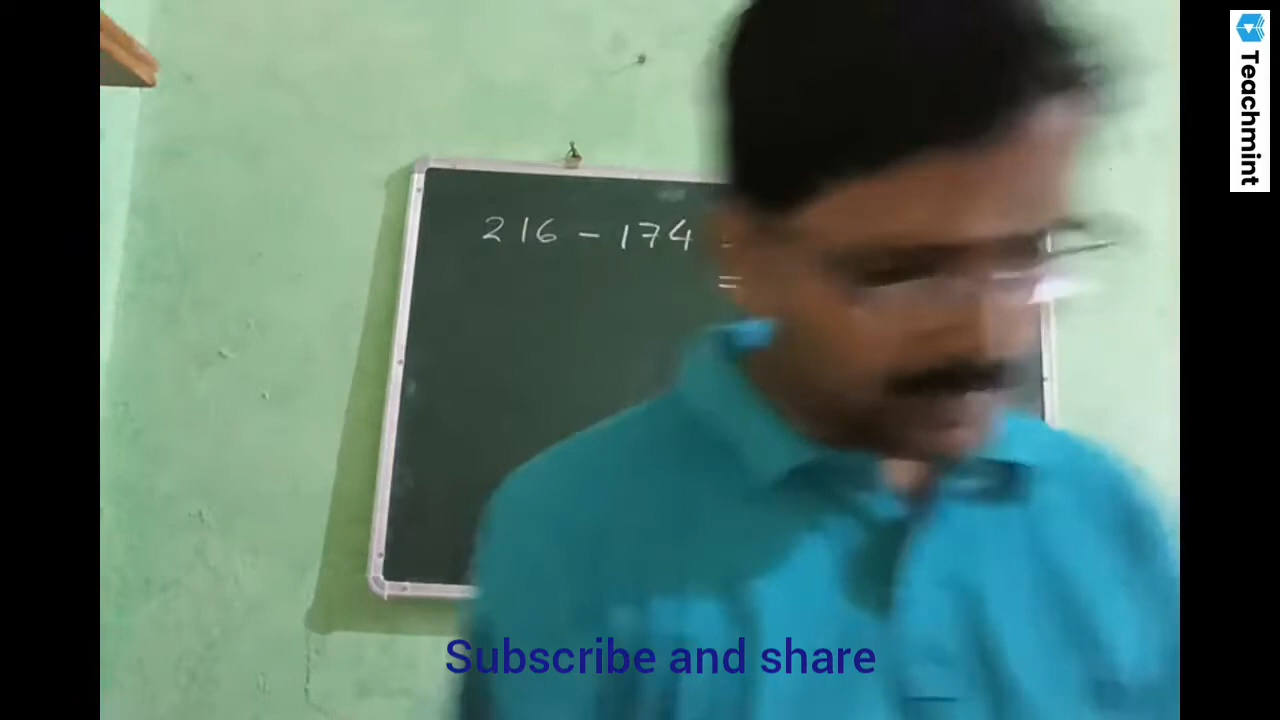 216 - 174 =
=
Subscribe and share
Teachmint